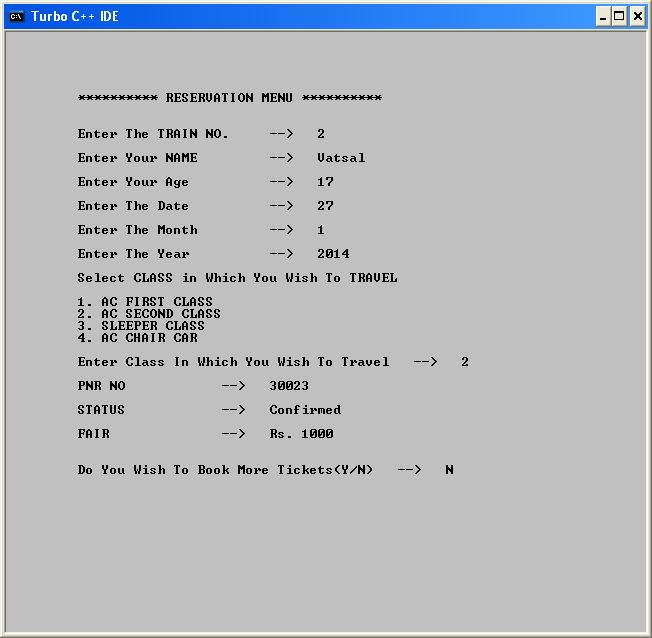 Turbo C++ IDE
********** RESERVATION MENU **********
Enter The TRAIN NO. --> 2
Enter Your NAME --> Vatsal
Enter Your Age --> 17
Enter The Date --> 27
Enter The Month --> 1
Enter The Year --> 2014
Select CLASS in Which You Wish To TRAVEL
1. AC FIRST CLASS
2. AC SECOND CLASS
3. SLEEPER CLASS
4. AC CHAIR CAR
Enter Class In Which You Wish To Travel --> 2
PNR NO --> 30023
STATUS --> Confirmed
FAIR --> Rs. 1000
Do You Wish To Book More Tickets(Y/N) --> N